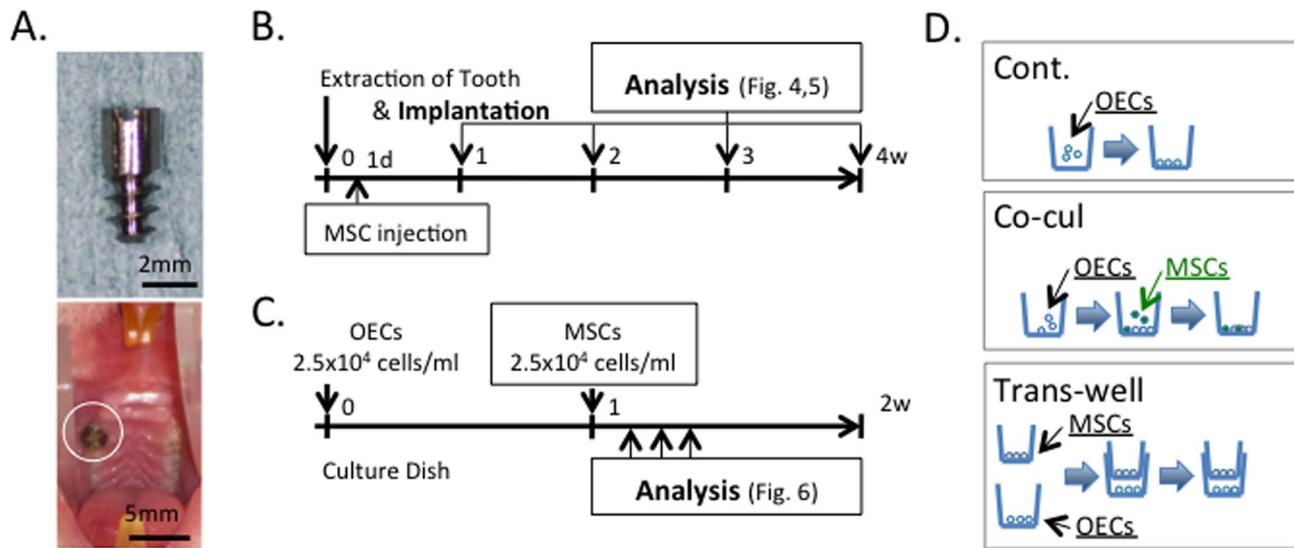 A.
2mm
5mm
B.
Extraction of Tooth
& Implantation
Analysis (Fig. 4,5)
0 1d 1 2 3 4w
MSC injection
C.
OECs
2.5x10⁴ cells/ml
MSCs
2.5x10⁴ cells/ml
0 1 2w
Culture Dish
Analysis (Fig. 6)
D.
Cont.
OECs
Co-cul
OECs MSCs
Trans-well
MSCs
OECs